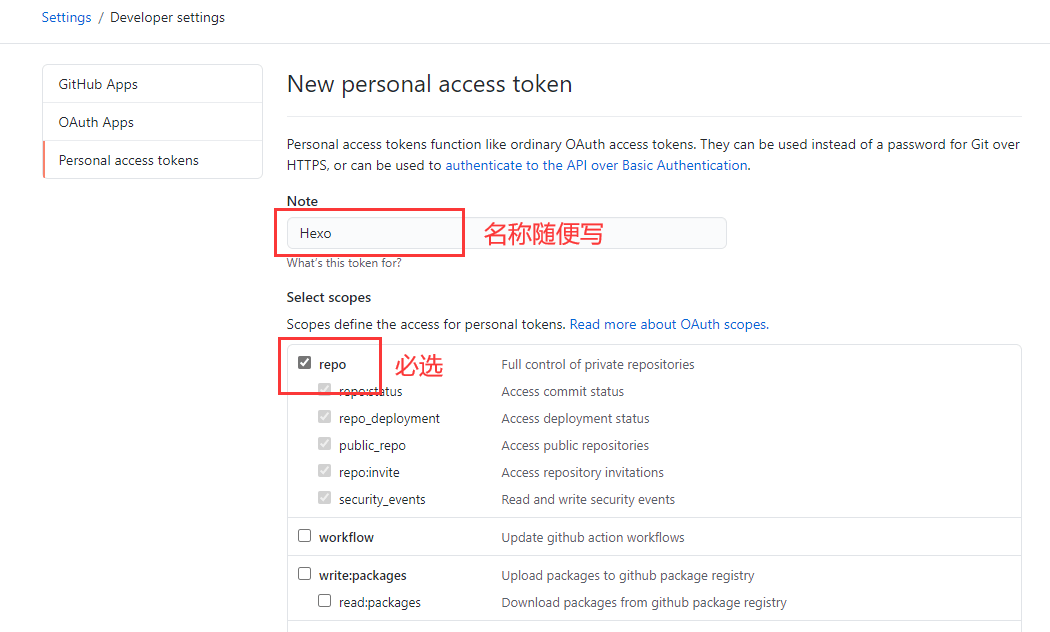 Settings / Developer settings
GitHub Apps
OAuth Apps
Personal access tokens
New personal access token
Personal access tokens function like ordinary OAuth access tokens. They can be used instead of a password for Git over
HTTPS, or can be used to authenticate to the API over Basic Authentication.
Note
Hexo 名称随便写
What's this token for?
Select scopes
Scopes define the access for personal tokens. Read more about OAuth scopes.
repo 必选 Full control of private repositories
repo:status Access commit status
repo_deployment Access deployment status
public_repo Access public repositories
repo:invite Access repository invitations
security_events Read and write security events
workflow Update github action workflows
write:packages Upload packages to github package registry
read:packages Download packages from github package registry